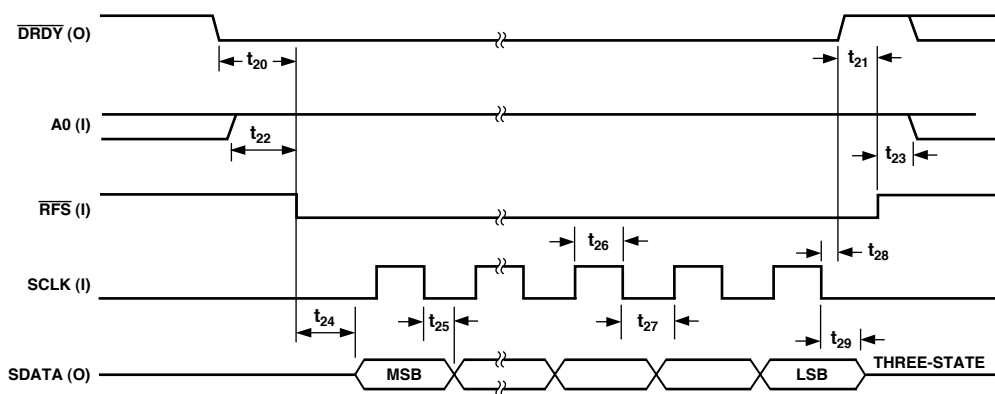 DRDY (O)
t20
t21
A0 (I)
t22
t23
RFS (I)
t26
t28
SCLK (I)
t24
t25
t27
t29
SDATA (O)
MSB
LSB
THREE-STATE